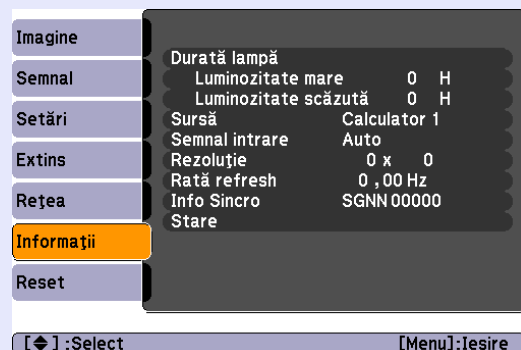 Imagine
Semnal
Setări
Extins
Reţea
Informaţii
Reset
Durată lampă
Luminozitate mare 0 H
Luminozitate scăzută 0 H
Sursă Calculator 1
Semnal intrare Auto
Rezoluţie 0 x 0
Rată refresh 0 ,00 Hz
Info Sincro SGNN 00000
Stare
[◆] :Select [Menu]:Iesire